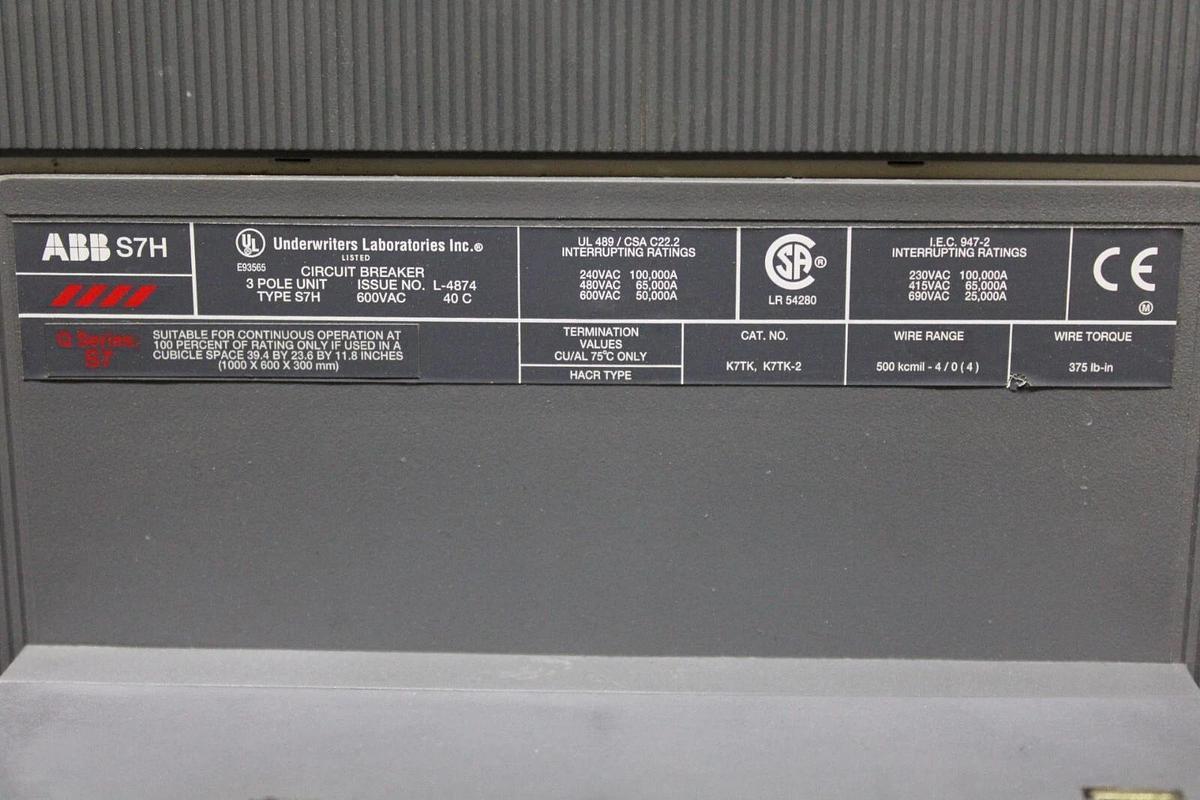 ABB S7H
UL
E93565
Underwriters Laboratories Inc.®
LISTED
CIRCUIT BREAKER
3 POLE UNIT ISSUE NO. L-4874
TYPE S7H 600VAC 40 C
UL 489 / CSA C22.2
INTERRUPTING RATINGS
240VAC 100,000A
480VAC 65,000A
600VAC 50,000A
CSA®
LR 54280
I.E.C. 947-2
INTERRUPTING RATINGS
230VAC 100,000A
415VAC 65,000A
690VAC 25,000A
CE
M
Q Series,
S7
SUITABLE FOR CONTINUOUS OPERATION AT
100 PERCENT OF RATING ONLY IF USED IN A
CUBICLE SPACE 39.4 BY 23.6 BY 11.8 INCHES
(1000 X 600 X 300 mm)
TERMINATION
VALUES
CU/AL 75°C ONLY
HACR TYPE
CAT. NO.
K7TK, K7TK-2
WIRE RANGE
500 kcmil - 4 / 0 ( 4 )
WIRE TORQUE
375 lb-in